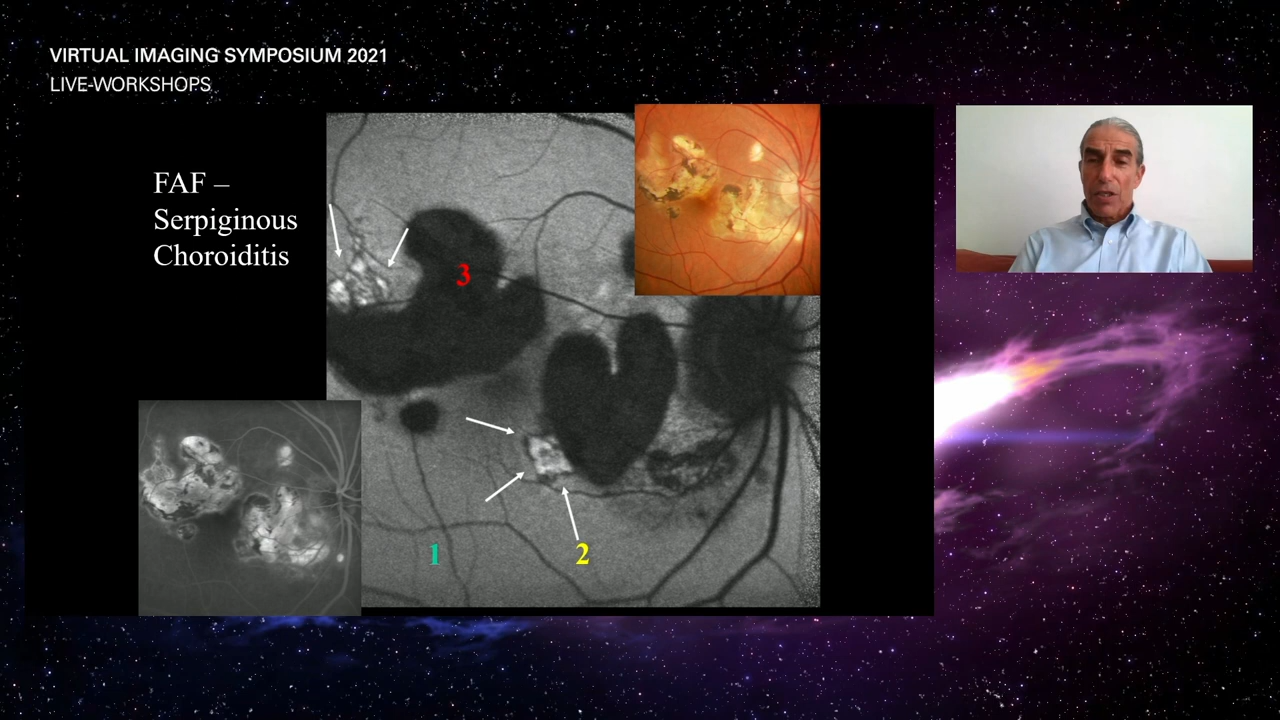 VIRTUAL IMAGING SYMPOSIUM 2021
LIVE-WORKSHOPS
FAF –
Serpiginous
Choroiditis
3
1
2